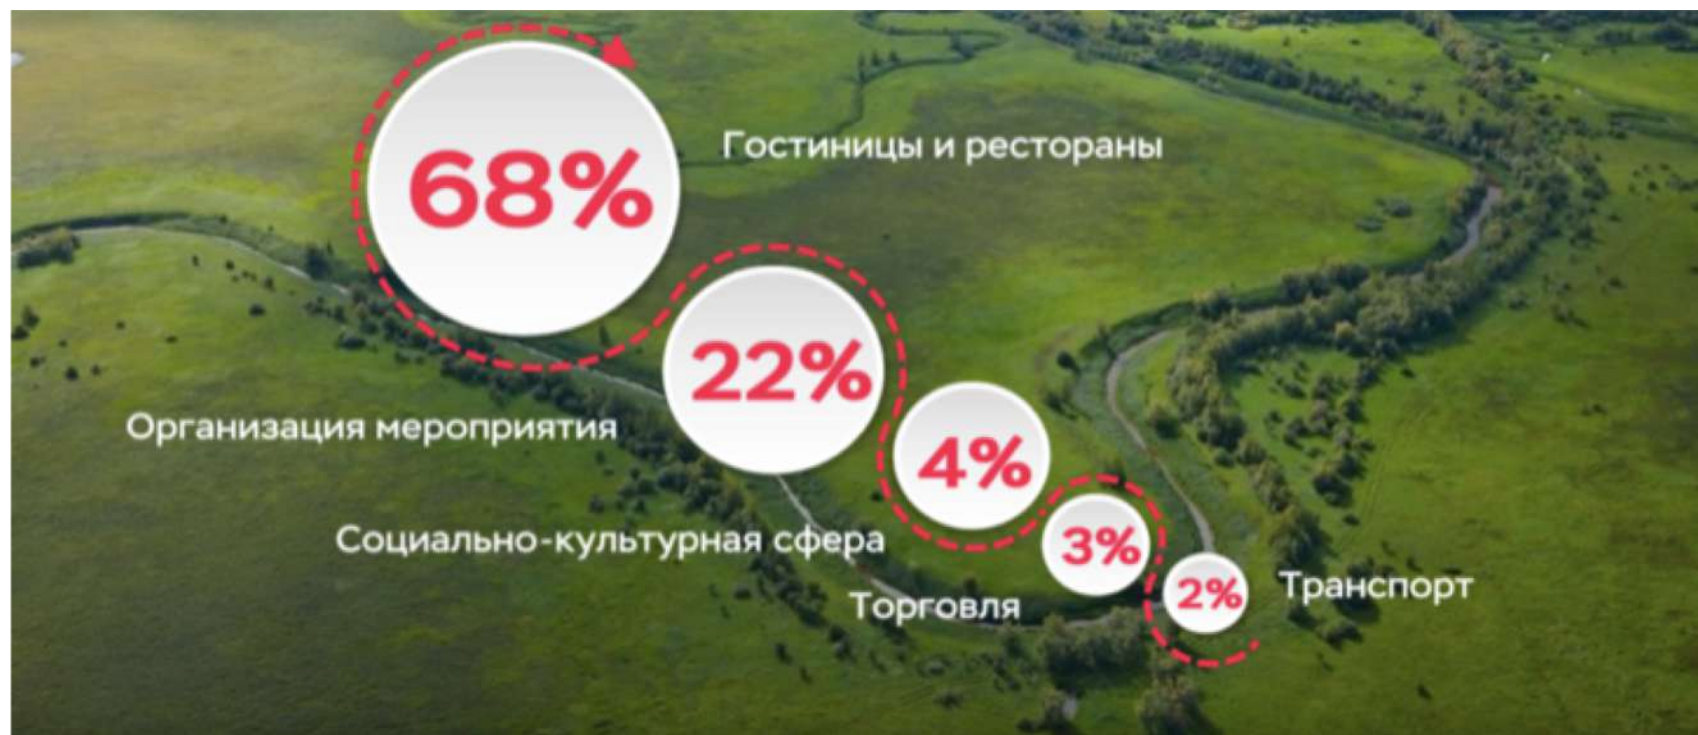 68%
Гостиницы и рестораны
22%
Организация мероприятия
4%
Социально-культурная сфера
3%
Торговля
2%
Транспорт